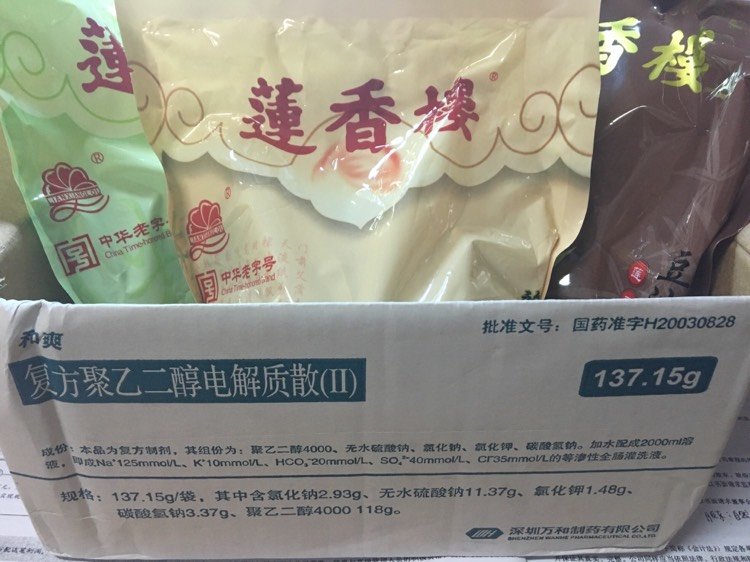 蓮
蓮香樓®
香樓
®
LIANXIANGLOU
中华老字号
China Time-honored B
中华老字号
China Time-honored Brand
豆
莲
和爽
批准文号：国药准字H20030828
复方聚乙二醇电解质散(II)
137.15g
成份：本品为复方制剂，其组份为：聚乙二醇4000、无水硫酸钠、氯化钠、氯化钾、碳酸氢钠。加水配成2000ml溶
液，即成Na⁺125mmol/L、K⁺10mmol/L、HCO₃⁻20mmol/L、SO₄²⁻40mmol/L、Cl⁻35mmol/L的等渗性全肠灌洗液。
规格：137.15g/袋，其中含氯化钠2.93g、无水硫酸钠11.37g、氯化钾1.48g、
碳酸氢钠3.37g、聚乙二醇4000 118g。
深圳万和制药有限公司
SHENZHEN WANHE PHARMACEUTICAL CO.,LTD